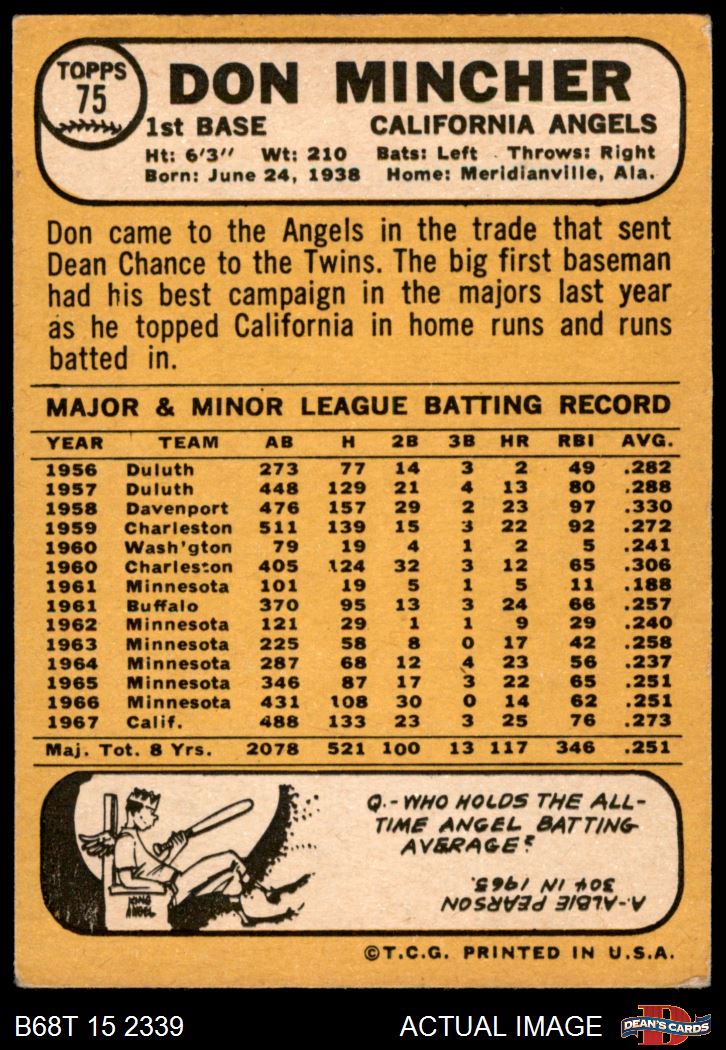 TOPPS
75
DON MINCHER
1st BASE CALIFORNIA ANGELS
Ht: 6'3" Wt: 210 Bats: Left Throws: Right
Born: June 24, 1938 Home: Meridianville, Ala.
Don came to the Angels in the trade that sent
Dean Chance to the Twins. The big first baseman
had his best campaign in the majors last year
as he topped California in home runs and runs
batted in.
MAJOR & MINOR LEAGUE BATTING RECORD
YEAR TEAM AB H 2B 3B HR RBI AVG.
1956 Duluth 273 77 14 3 2 49 .282
1957 Duluth 448 129 21 4 13 80 .288
1958 Davenport 476 157 29 2 23 97 .330
1959 Charleston 511 139 15 3 22 92 .272
1960 Wash'gton 79 19 4 1 2 5 .241
1960 Charleston 405 124 32 3 12 65 .306
1961 Minnesota 101 19 5 1 5 11 .188
1961 Buffalo 370 95 13 3 24 66 .257
1962 Minnesota 121 29 1 1 9 29 .240
1963 Minnesota 225 58 8 0 17 42 .258
1964 Minnesota 287 68 12 4 23 56 .237
1965 Minnesota 346 87 17 3 22 65 .251
1966 Minnesota 431 108 30 0 14 62 .251
1967 Calif. 488 133 23 3 25 76 .273
Maj. Tot. 8 Yrs. 2078 521 100 13 117 346 .251
Q.-WHO HOLDS THE ALL-
TIME ANGEL BATTING
AVERAGE?
A.-ALBIE PEARSON
.304 IN 1965.
KING
ANGEL
©T.C.G. PRINTED IN U.S.A.
B68T 15 2339 ACTUAL IMAGE
D
DEAN'S CARDS